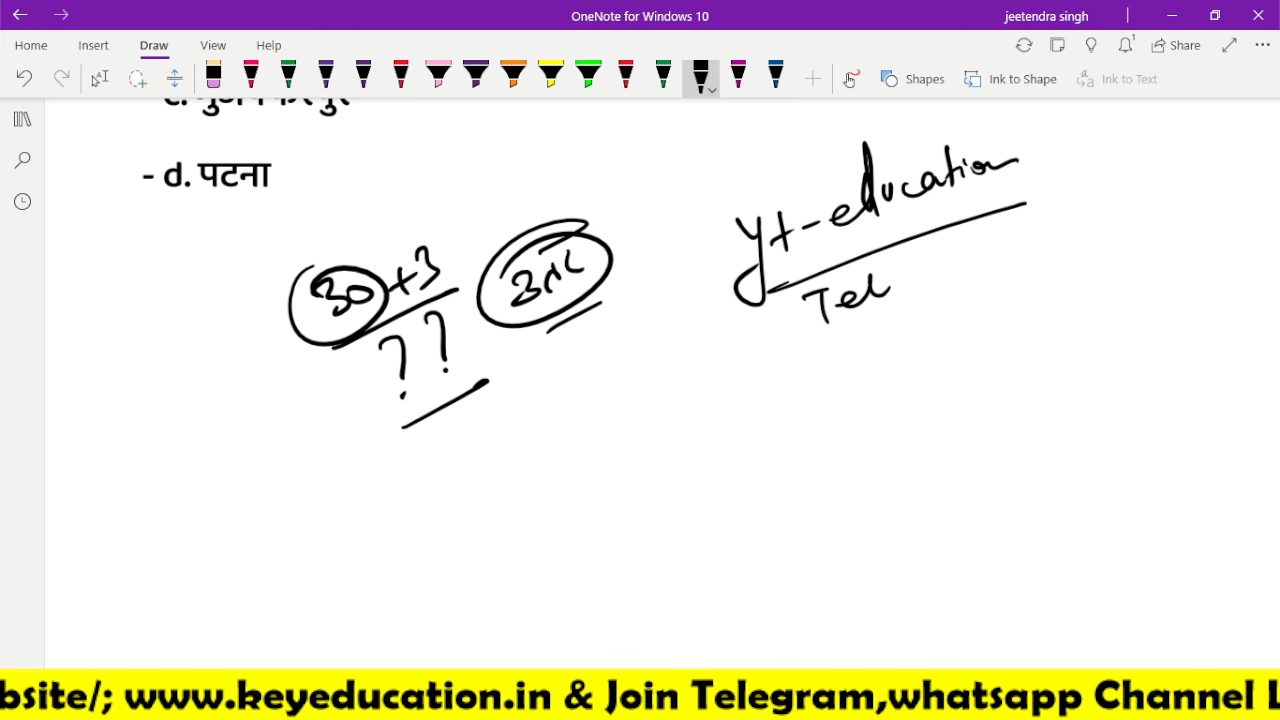 OneNote for Windows 10
jeetendra singh
Home Insert Draw View Help
Share
Shapes Ink to Shape Ink to Text
- d. पटना
yt-education
30+3
??
Tel
bsite/; www.keyeducation.in & Join Telegram,whatsapp Channel